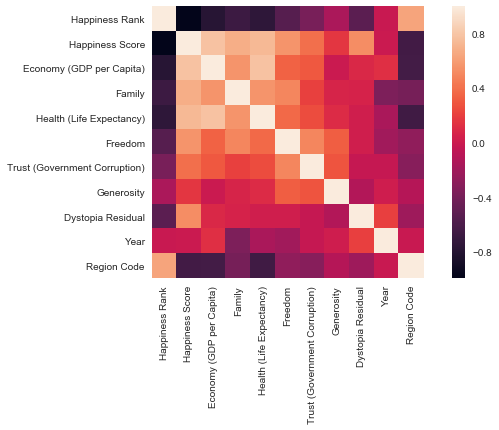 Happiness Rank
Happiness Score
Economy (GDP per Capita)
Family
Health (Life Expectancy)
Freedom
Trust (Government Corruption)
Generosity
Dystopia Residual
Year
Region Code
Happiness Rank
Happiness Score
Economy (GDP per Capita)
Family
Health (Life Expectancy)
Freedom
Trust (Government Corruption)
Generosity
Dystopia Residual
Year
Region Code
0.8
0.4
0.0
−0.4
−0.8